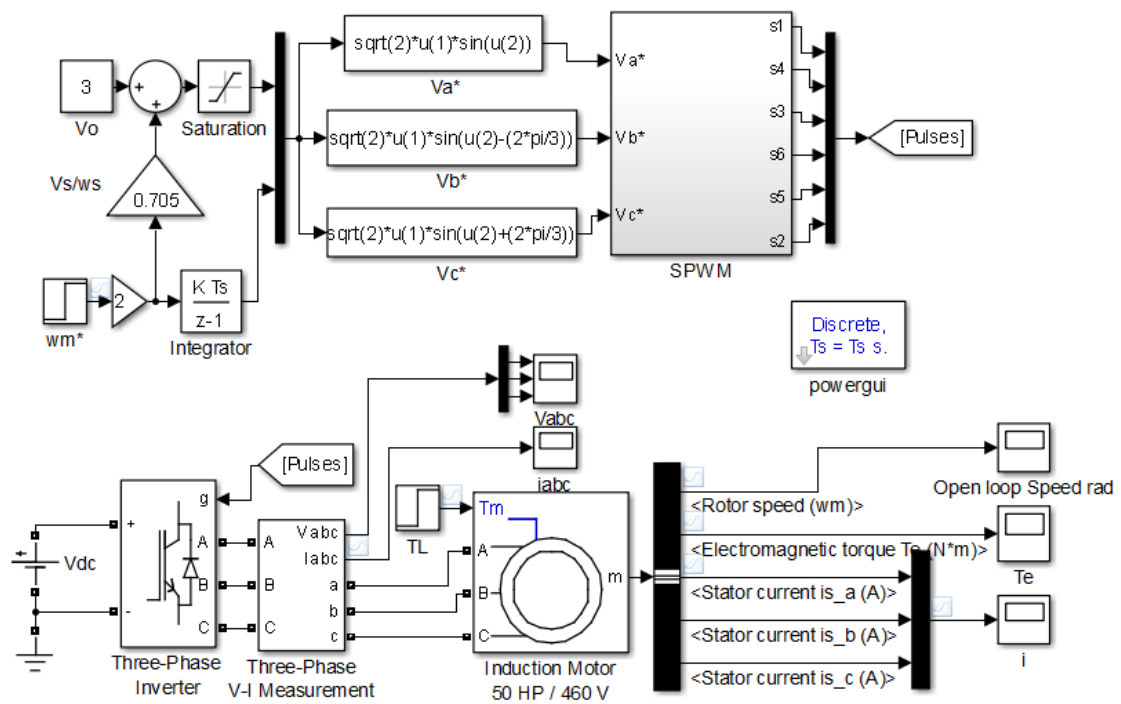 sqrt(2)*u(1)*sin(u(2))
Va*
3
Vo
+
+
Saturation
Vs/ws
0.705
sqrt(2)*u(1)*sin(u(2)-(2*pi/3))
Vb*
sqrt(2)*u(1)*sin(u(2)+(2*pi/3))
Vc*
wm*
2
K Ts
z-1
Integrator
Va*
Vb*
Vc*
s1
s4
s3
s6
s5
s2
SPWM
[Pulses]
Discrete,
Ts = Ts s.
powergui
Vabc
iabc
[Pulses]
+
Vdc
g
+
-
A
B
C
Three-Phase
Inverter
A
B
C
Vabc
Iabc
a
b
c
Three-Phase
V-I Measurement
TL
Tm
A
B
C
m
Induction Motor
50 HP / 460 V
<Rotor speed (wm)>
<Electromagnetic torque Te (N*m)>
<Stator current is_a (A)>
<Stator current is_b (A)>
<Stator current is_c (A)>
Open loop Speed rad
Te
i